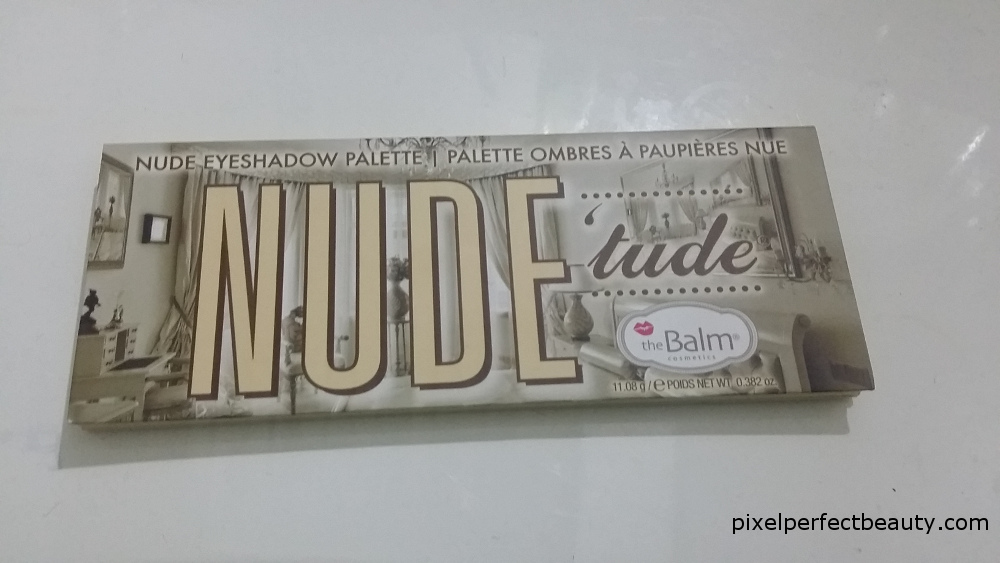 NUDE EYESHADOW PALETTE | PALETTE OMBRES À PAUPIÈRES NUE
NUDE
'tude
the Balm®
cosmetics
11.08 g / ℮ POIDS NET WT. 0.382 oz.
pixelperfectbeauty.com